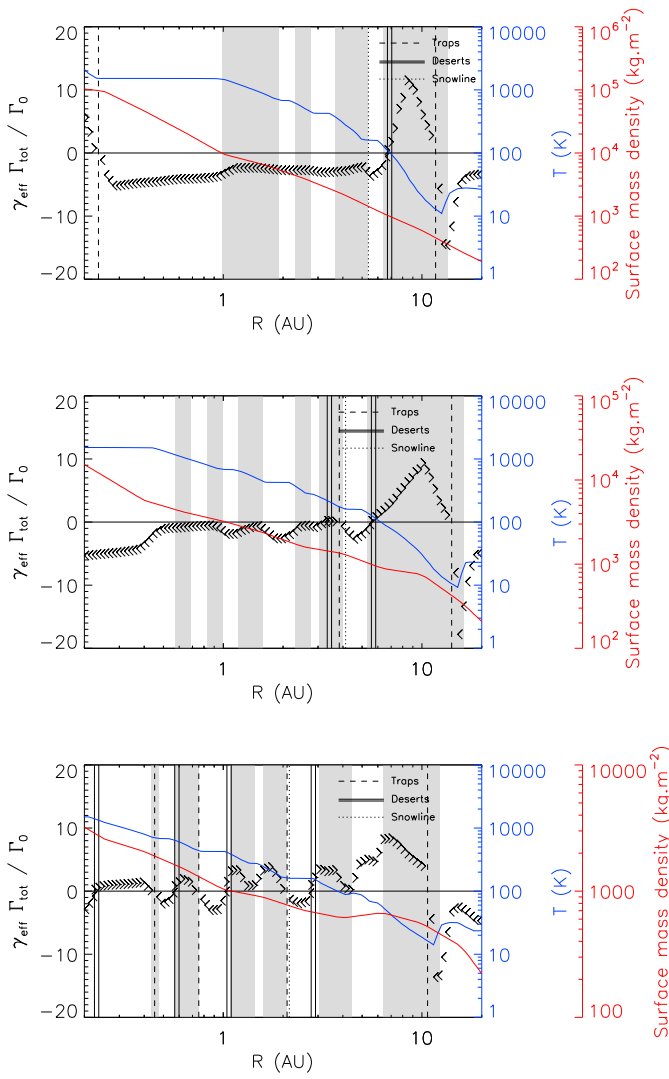 20
10
0
−10
−20
γeff Γtot / Γ0
Traps
Deserts
Snowline
10000
1000
100
10
1
T (K)
10^6
10^5
10^4
10^3
10^2
Surface mass density (kg.m^-2)
1
10
R (AU)
20
10
0
−10
−20
γeff Γtot / Γ0
Traps
Deserts
Snowline
10000
1000
100
10
1
T (K)
10^5
10^4
10^3
10^2
Surface mass density (kg.m^-2)
1
10
R (AU)
20
10
0
−10
−20
γeff Γtot / Γ0
Traps
Deserts
Snowline
10000
1000
100
10
1
T (K)
10000
1000
100
Surface mass density (kg.m^-2)
1
10
R (AU)